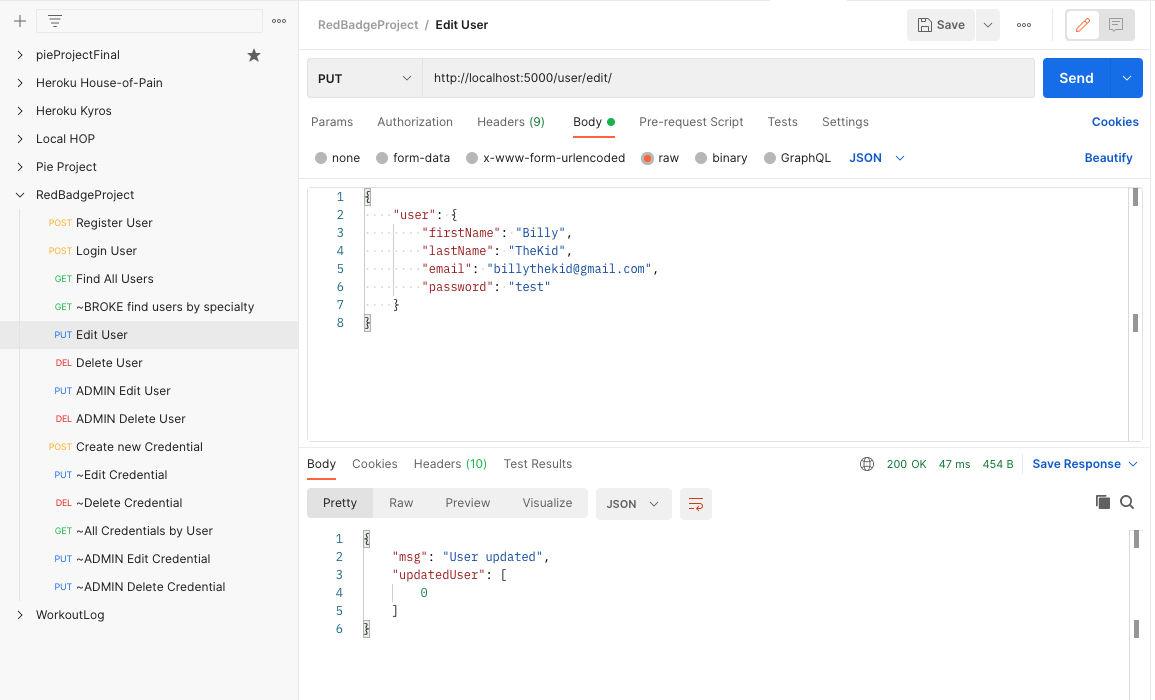 RedBadgeProject / Edit User
Save
pieProjectFinal
Heroku House-of-Pain
Heroku Kyros
Local HOP
Pie Project
RedBadgeProject
POST Register User
POST Login User
GET Find All Users
GET ~BROKE find users by specialty
PUT Edit User
DEL Delete User
PUT ADMIN Edit User
DEL ADMIN Delete User
POST Create new Credential
PUT ~Edit Credential
DEL ~Delete Credential
GET ~All Credentials by User
PUT ~ADMIN Edit Credential
PUT ~ADMIN Delete Credential
WorkoutLog
PUT http://localhost:5000/user/edit/ Send
Params Authorization Headers (9) Body Pre-request Script Tests Settings Cookies
none form-data x-www-form-urlencoded raw binary GraphQL JSON Beautify
1 {
2 "user": {
3 "firstName": "Billy",
4 "lastName": "TheKid",
5 "email": "billythekid@gmail.com",
6 "password": "test"
7 }
8 }
Body Cookies Headers (10) Test Results 200 OK 47 ms 454 B Save Response
Pretty Raw Preview Visualize JSON
1 {
2 "msg": "User updated",
3 "updatedUser": [
4 0
5 ]
6 }